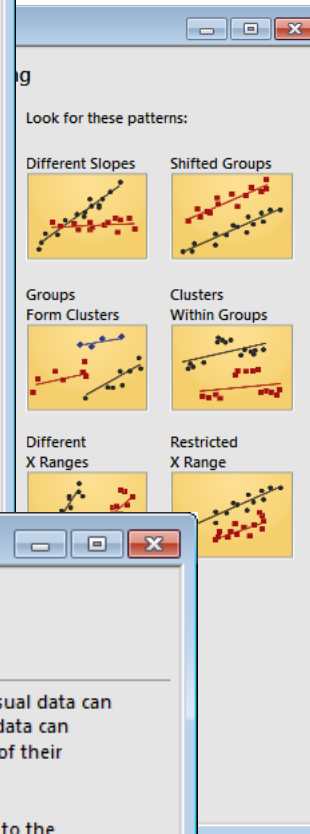 Look for these patterns:
Different Slopes
Shifted Groups
Groups
Form Clusters
Clusters
Within Groups
Different
X Ranges
Restricted
X Range
data can
data can
of their
to the